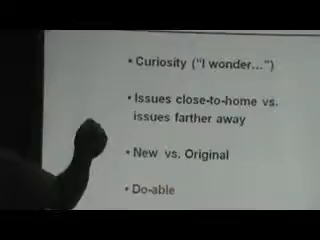 • Curiosity ("I wonder...")
• Issues close-to-home vs.
issues farther away
• New vs. Original
• Do-able